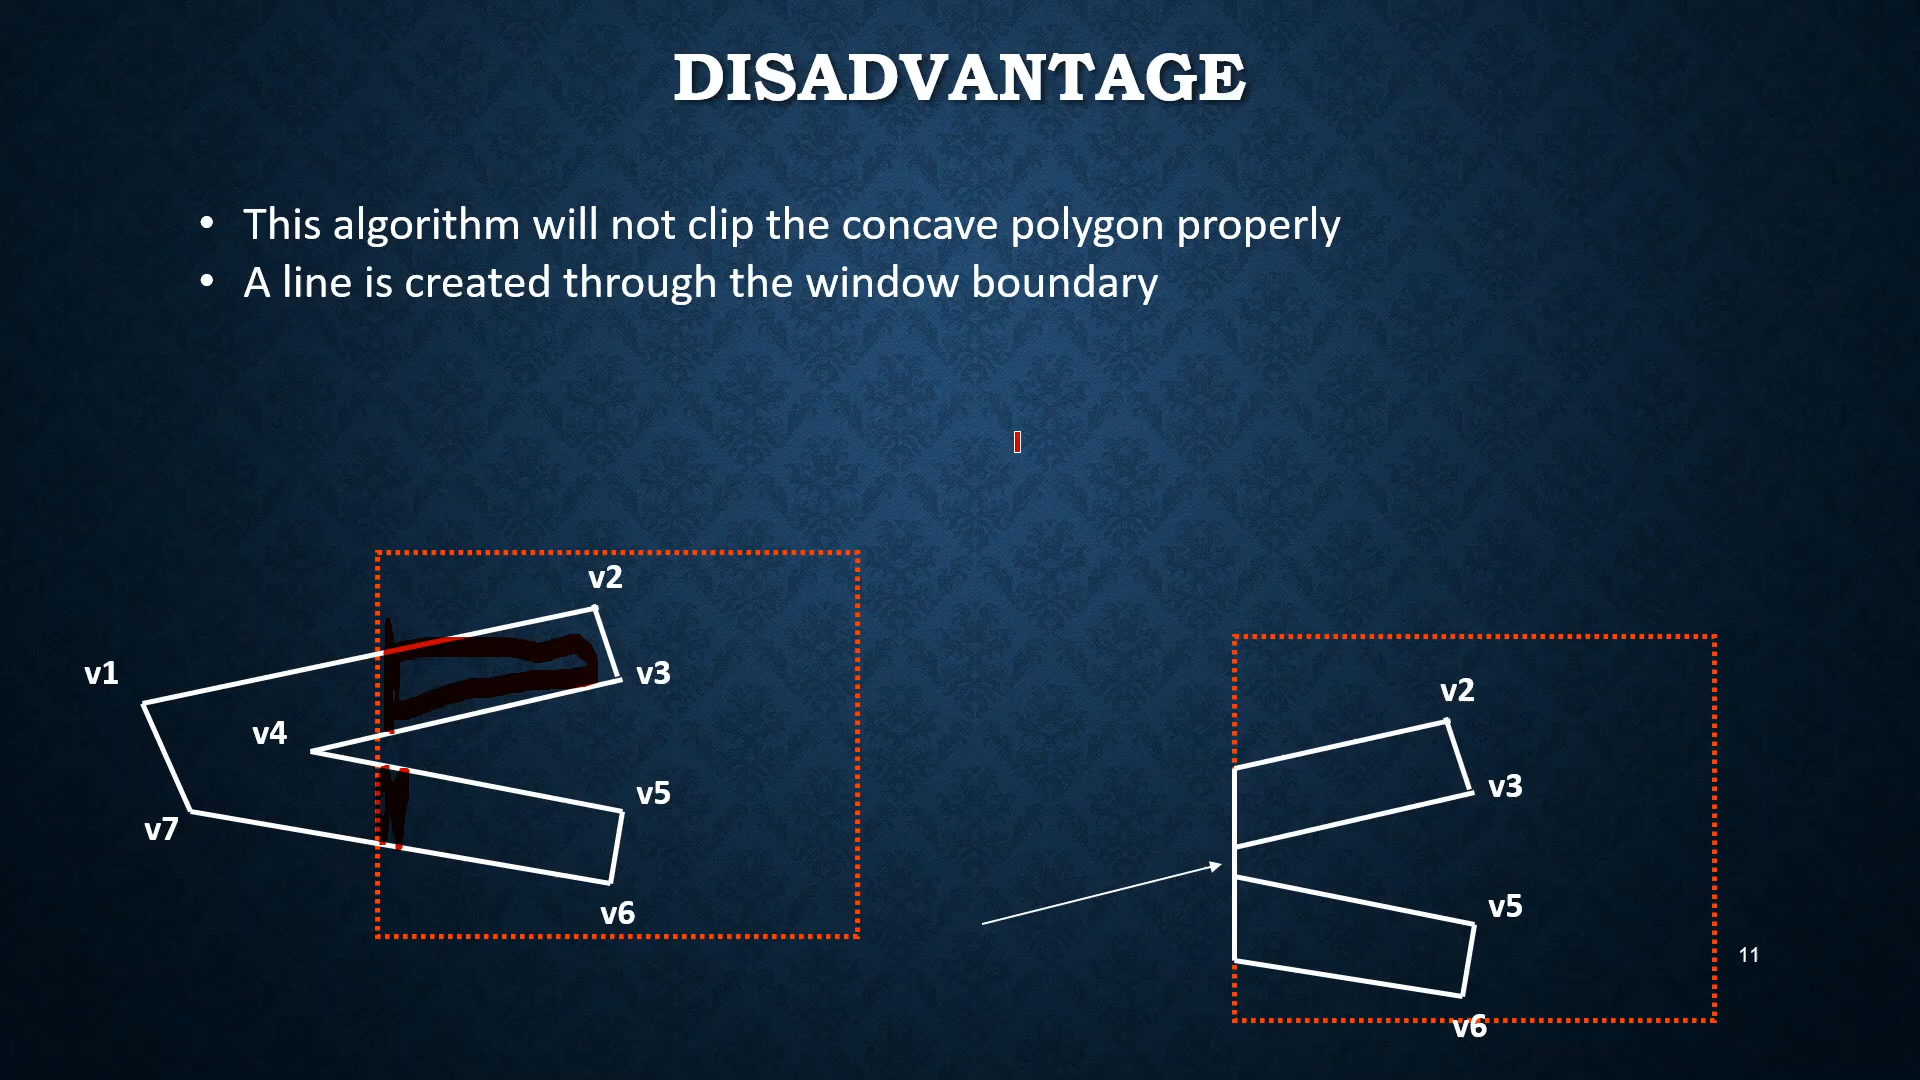 DISADVANTAGE
• This algorithm will not clip the concave polygon properly
• A line is created through the window boundary
v2
v1
v3
v4
v5
v7
v6
v2
v3
v5
v6
11